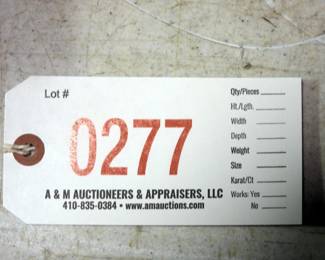 Lot #
0277
A & M AUCTIONEERS & APPRAISERS, LLC
410-835-0384 • www.amauctions.com
Qty/Pieces
Ht./Lgth.
Width
Depth
Weight
Size
Karat/Ct
Works: Yes
No